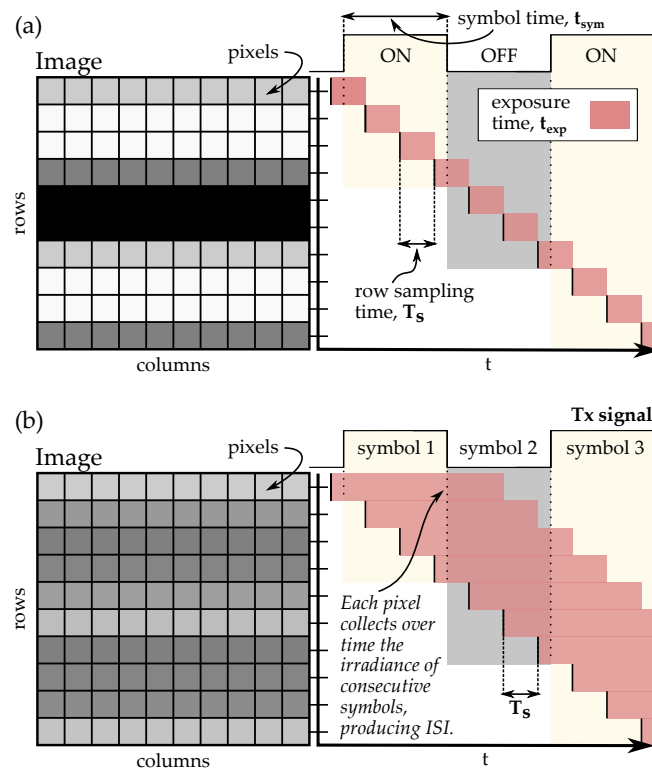 (a)
symbol time, tsym
pixels
Image
ON
OFF
ON
exposure
time, texp
rows
row sampling
time, Ts
columns
t
(b)
Tx signal
pixels
Image
symbol 1
symbol 2
symbol 3
rows
Each pixel
collects over
time the
irradiance of
consecutive
symbols,
producing ISI.
Ts
columns
t